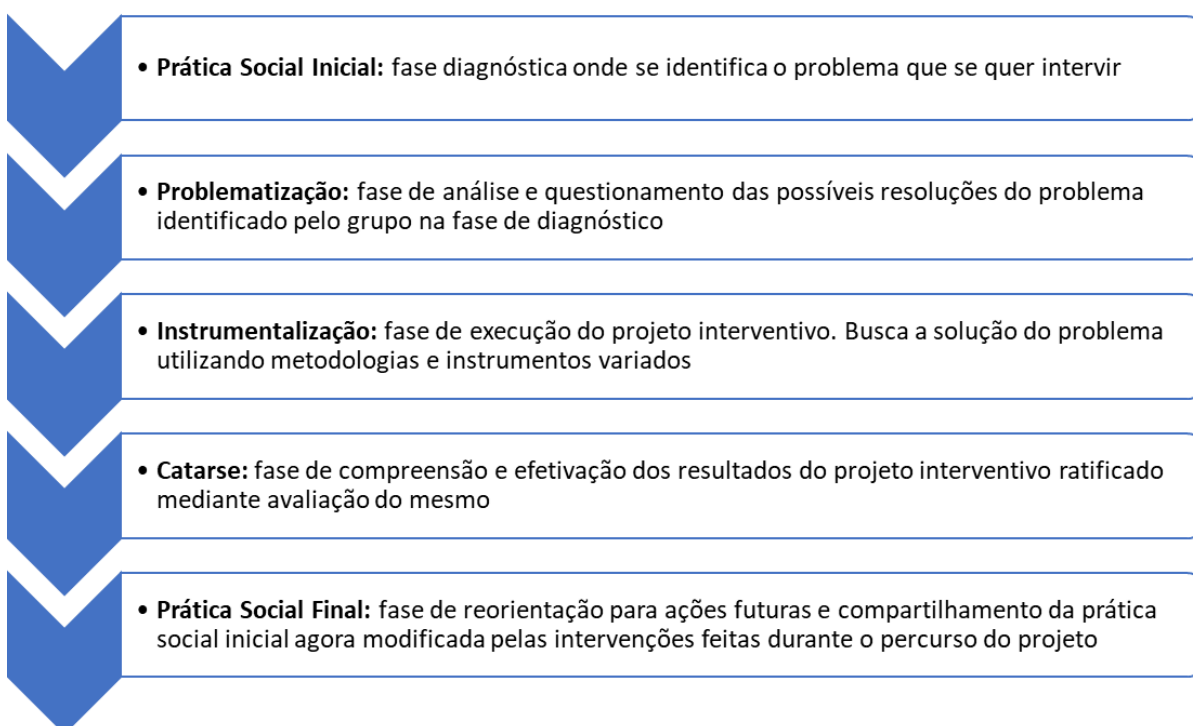 • Prática Social Inicial: fase diagnóstica onde se identifica o problema que se quer intervir
• Problematização: fase de análise e questionamento das possíveis resoluções do problema
identificado pelo grupo na fase de diagnóstico
• Instrumentalização: fase de execução do projeto interventivo. Busca a solução do problema
utilizando metodologias e instrumentos variados
• Catarse: fase de compreensão e efetivação dos resultados do projeto interventivo ratificado
mediante avaliação do mesmo
• Prática Social Final: fase de reorientação para ações futuras e compartilhamento da prática
social inicial agora modificada pelas intervenções feitas durante o percurso do projeto